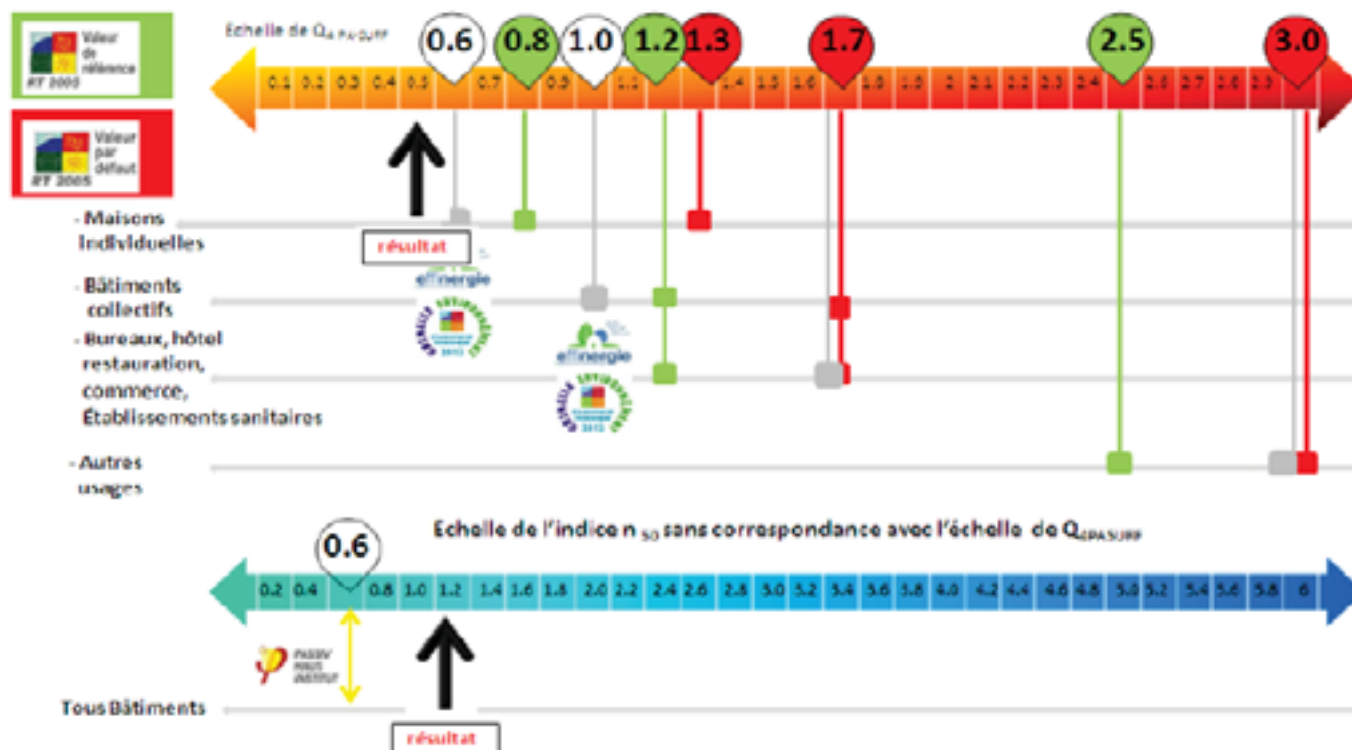 Valeur
de
référence
RT 2005
Valeur
par
défaut
RT 2005
Echelle de Q4 PA-SURF
0.6
0.8
1.0
1.2
1.3
1.7
2.5
3.0
0.1 0.2 0.3 0.4 0.5 0.7 0.9 1.1 1.4 1.5 1.6 1.8 1.9 2 2.1 2.2 2.3 2.4 2.6 2.7 2.8 2.9
- Maisons
individuelles
résultat
effinergie
- Bâtiments
collectifs
- Bureaux, hôtel
restauration,
commerce,
Établissements sanitaires
effinergie
- Autres
usages
Echelle de l'indice n50 sans correspondance avec l'échelle de Q4PASURF
0.6
0.2 0.4 0.8 1.0 1.2 1.4 1.6 1.8 2.0 2.2 2.4 2.6 2.8 3.0 3.2 3.4 3.6 3.8 4.0 4.2 4.4 4.6 4.8 5.0 5.2 5.4 5.6 5.8 6
PASSIV
HAUS
INSTITUT
Tous Bâtiments
résultat